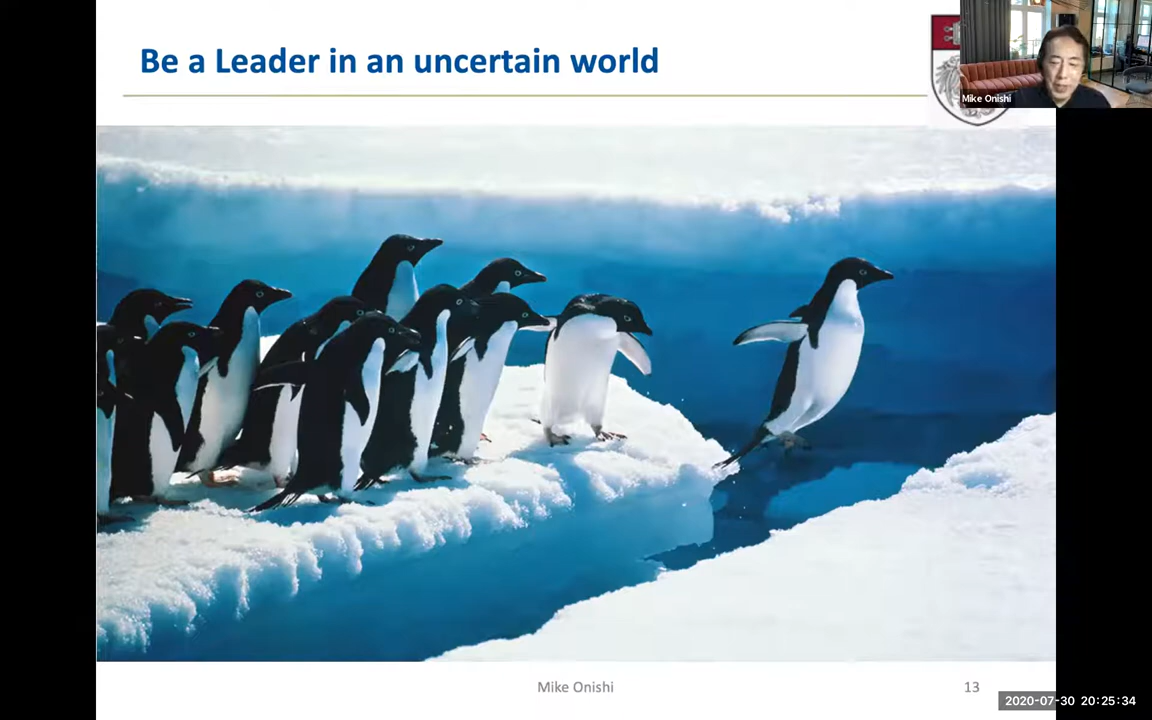 Be a Leader in an uncertain world
Mike Onishi
Mike Onishi
13
2020-07-30 20:25:34